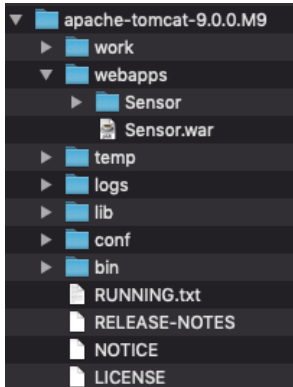 apache-tomcat-9.0.0.M9
work
webapps
Sensor
Sensor.war
temp
logs
lib
conf
bin
RUNNING.txt
RELEASE-NOTES
NOTICE
LICENSE